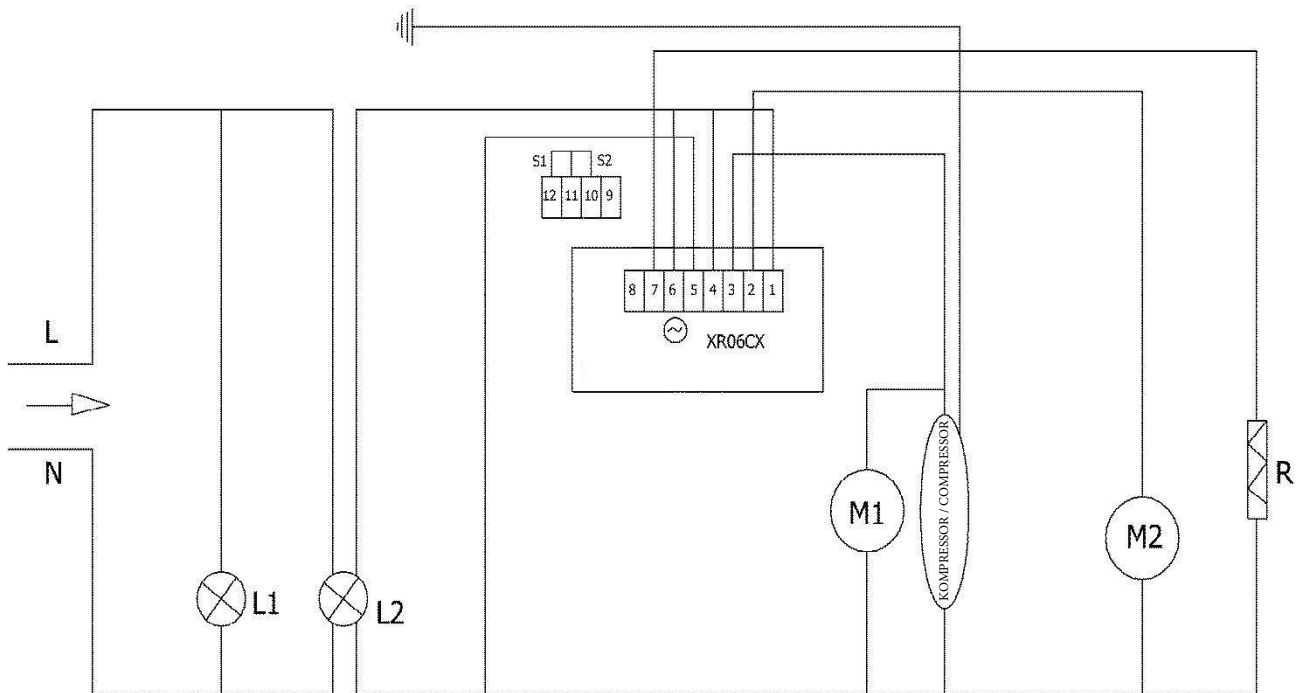 S1 S2
12 11 10 9
8 7 6 5 4 3 2 1
L
XR06CX
N
KOMPRESSOR / COMPRESSOR
R
M1
M2
L1
L2